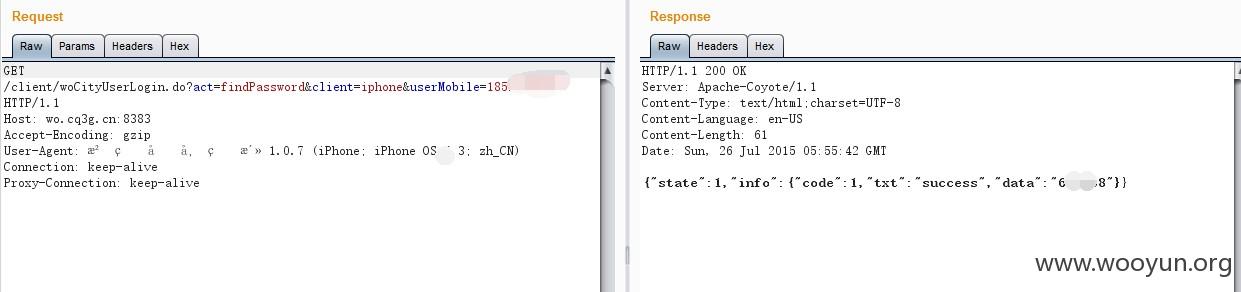 Request
Response
Raw Params Headers Hex
Raw Headers Hex
GET
/client/woCityUserLogin.do?act=findPassword&client=iphone&userMobile=185
HTTP/1.1
Host: wo.cq3g.cn:8383
Accept-Encoding: gzip
User-Agent: 1.0.7 (iPhone; iPhone OS 3; zh_CN)
Connection: keep-alive
Proxy-Connection: keep-alive
HTTP/1.1 200 OK
Server: Apache-Coyote/1.1
Content-Type: text/html;charset=UTF-8
Content-Language: en-US
Content-Length: 61
Date: Sun, 26 Jul 2015 05:55:42 GMT
{"state":1,"info":{"code":1,"txt":"success","data":"6 8"}}
www.wooyun.org